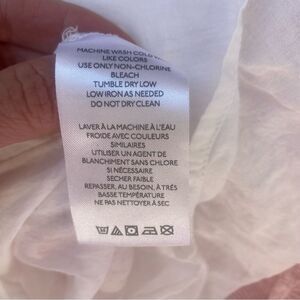 MACHINE WASH COLD
LIKE COLORS
USE ONLY NON-CHLORINE
BLEACH
TUMBLE DRY LOW
LOW IRON AS NEEDED
DO NOT DRY CLEAN
LAVER À LA MACHINE À L'EAU
FROIDE AVEC COULEURS
SIMILAIRES
UTILISER UN AGENT DE
BLANCHIMENT SANS CHLORE
SI NÉCESSAIRE
SECHER FAIBLE
REPASSER, AU BESOIN, À TRÈS
BASSE TEMPÉRATURE
NE PAS NETTOYER À SEC